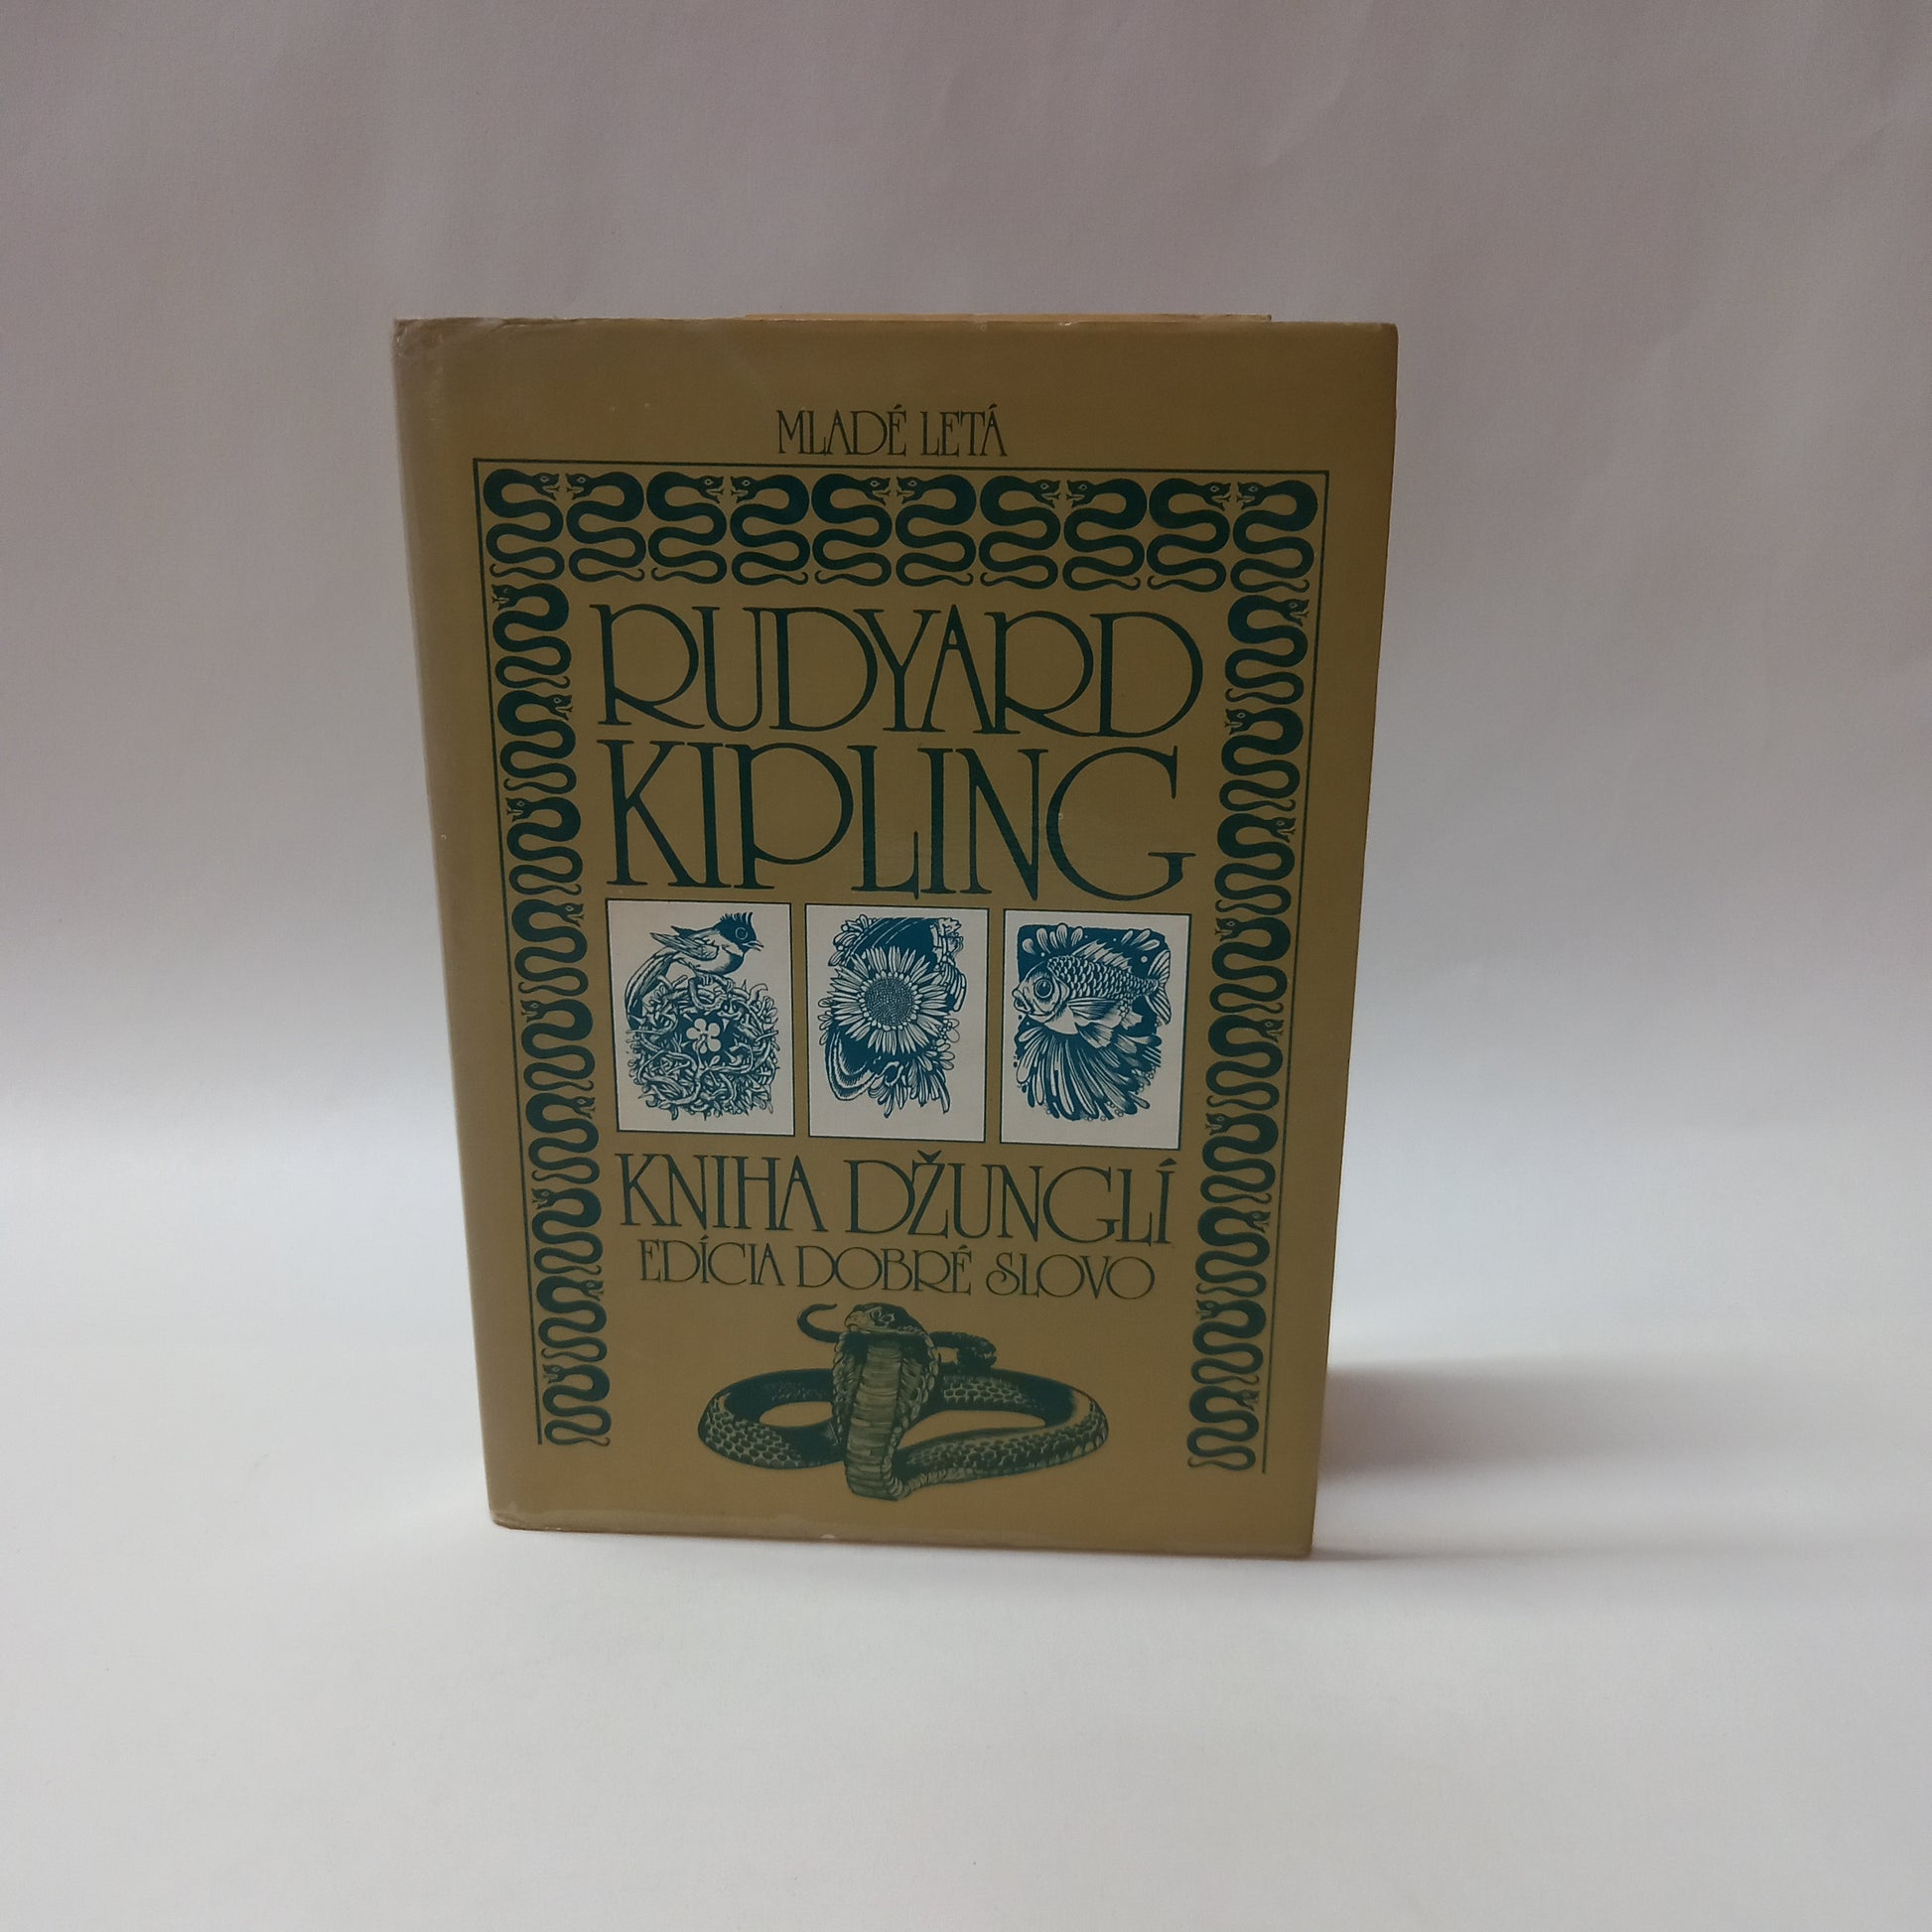 MLADÉ LETÁ
RUDYARD
KIPLING
KNIHA DŽUNGLÍ
EDÍCIA DOBRÉ SLOVO